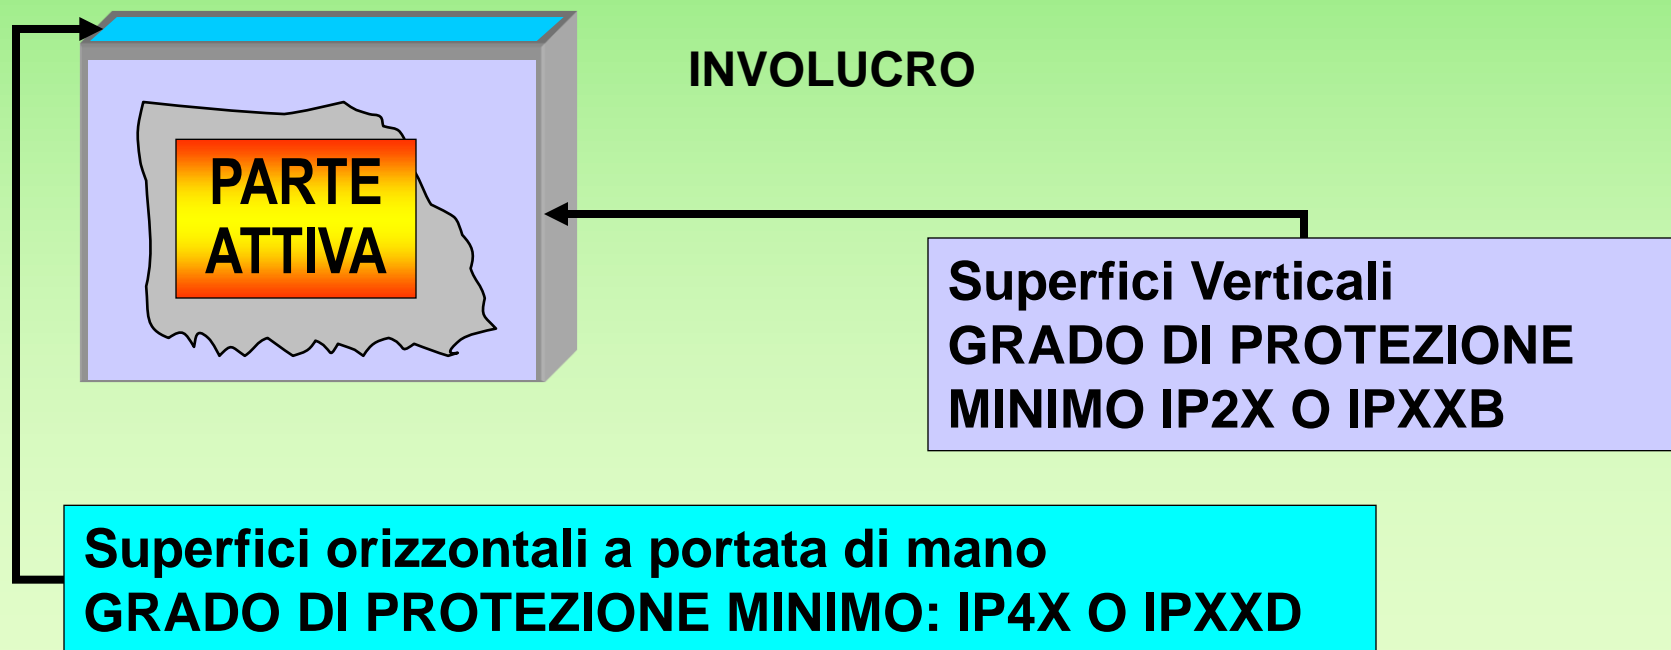 INVOLUCRO
PARTE
ATTIVA
Superfici Verticali
GRADO DI PROTEZIONE
MINIMO IP2X O IPXXB
Superfici orizzontali a portata di mano
GRADO DI PROTEZIONE MINIMO: IP4X O IPXXD